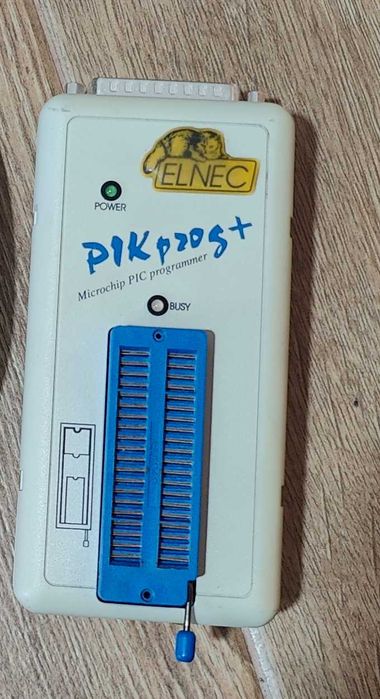 ELNEC
POWER
PIKprog+
Microchip PIC programmer
BUSY